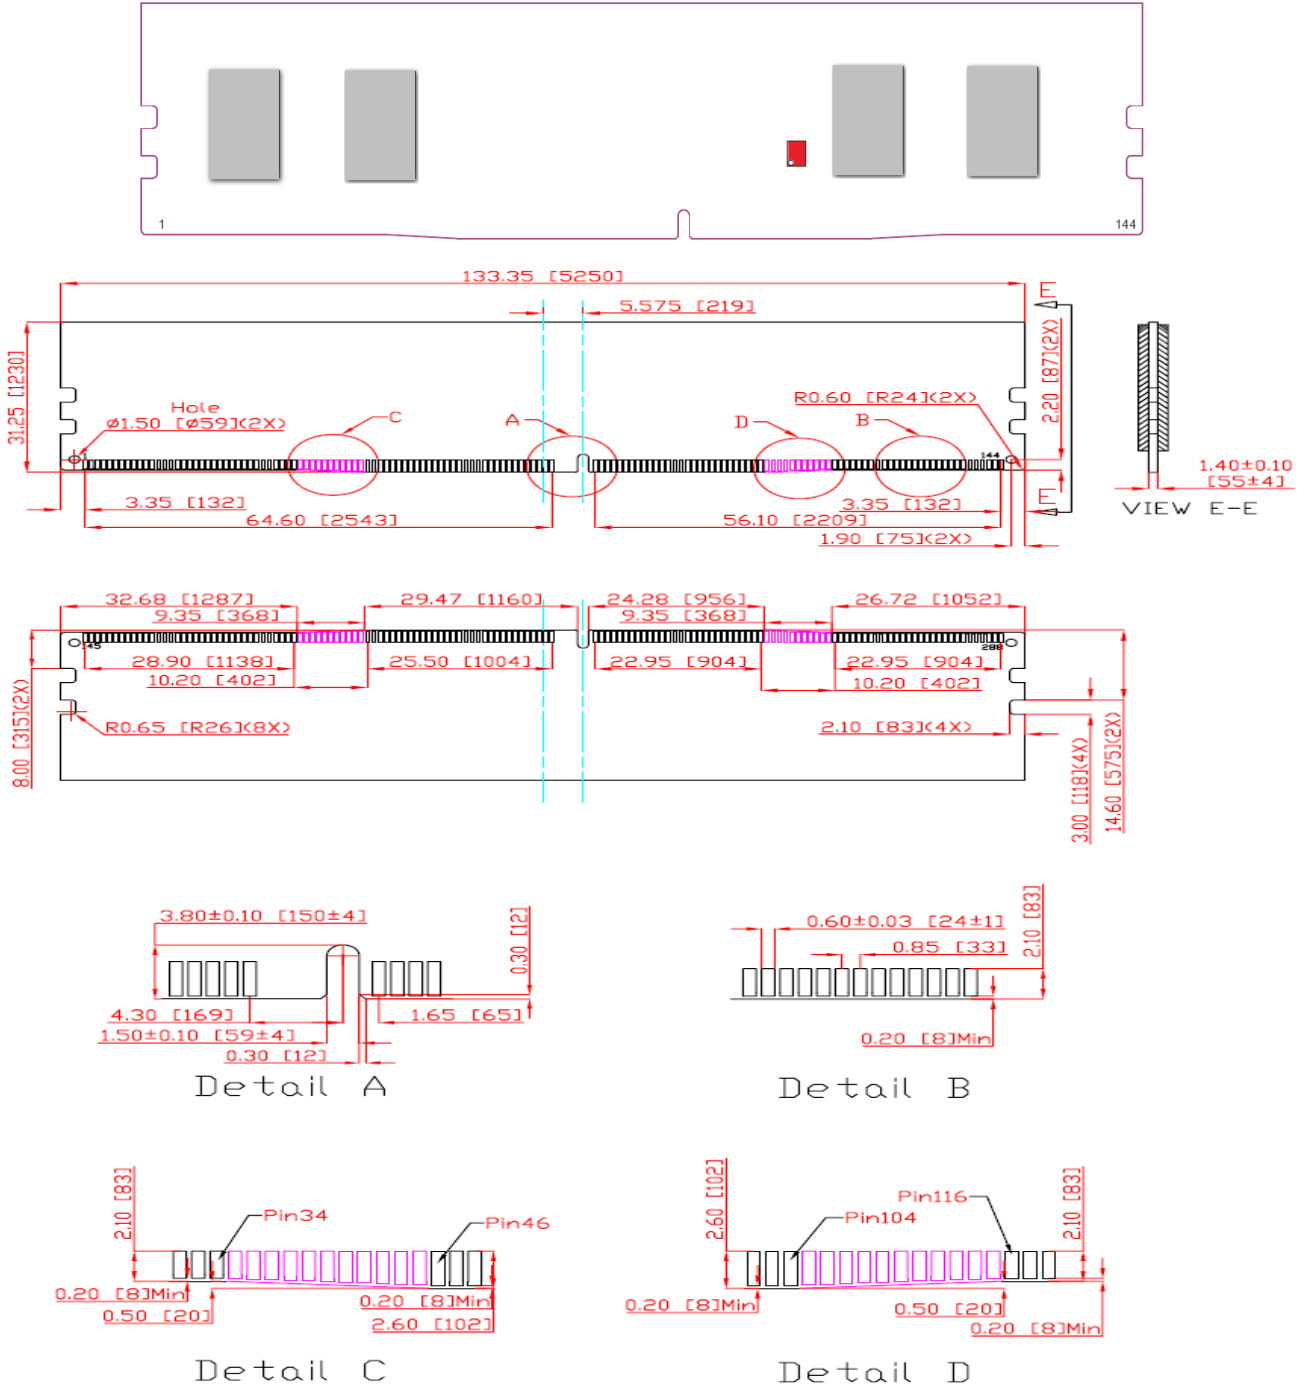 1
144
133.35 [5250]
5.575 [219]
E
31.25 [1230]
2.20 [87](2X)
Hole
Ø1.50 [Ø59](2X)
C
A
D
B
R0.60 [R24](2X)
1
144
3.35 [132]
64.60 [2543]
56.10 [2209]
3.35 [132]
E
1.90 [75](2X)
1.40±0.10
[55±4]
VIEW E-E
32.68 [1287]
29.47 [1160]
24.28 [956]
26.72 [1052]
9.35 [368]
9.35 [368]
145
288
28.90 [1138]
25.50 [1004]
22.95 [904]
22.95 [904]
10.20 [402]
10.20 [402]
8.00 [315](2X)
R0.65 [R26](8X)
2.10 [83](4X)
3.00 [118](4X)
14.60 [575](2X)
3.80±0.10 [150±4]
0.30 [12]
4.30 [169]
1.65 [65]
1.50±0.10 [59±4]
0.30 [12]
Detail A
0.60±0.03 [24±1]
0.85 [33]
2.10 [83]
0.20 [8]Min
Detail B
2.10 [83]
Pin34
Pin46
0.20 [8]Min
0.50 [20]
0.20 [8]Min
2.60 [102]
Detail C
2.60 [102]
Pin116
Pin104
2.10 [83]
0.20 [8]Min
0.50 [20]
0.20 [8]Min
Detail D